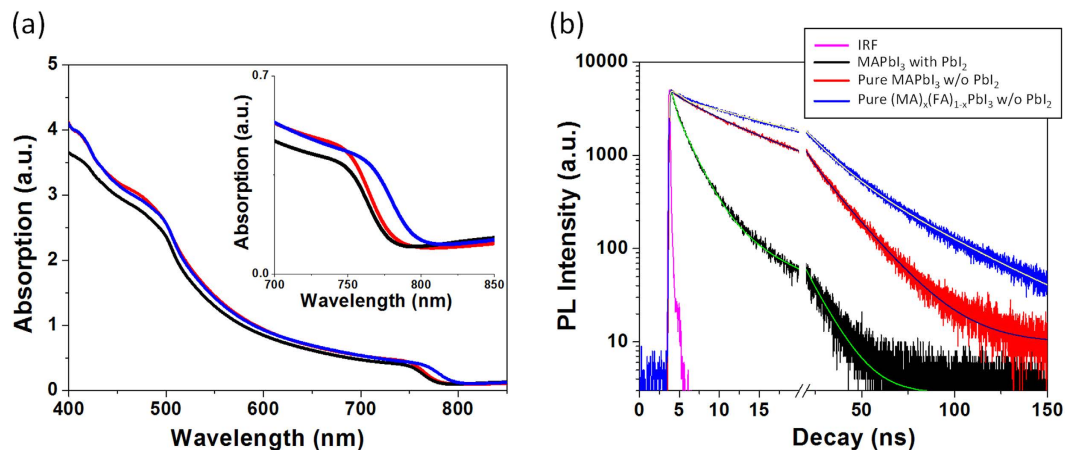 (a)
5
4
3
2
1
0
Absorption (a.u.)
400
500
600
700
800
Wavelength (nm)
0.7
0.0
Absorption (a.u.)
700
750
800
850
Wavelength (nm)
(b)
IRF
MAPbI₃ with PbI₂
Pure MAPbI₃ w/o PbI₂
Pure (MA)ₓ(FA)₁₋ₓPbI₃ w/o PbI₂
10000
1000
100
10
PL Intensity (a.u.)
0
5
10
15
50
100
150
Decay (ns)